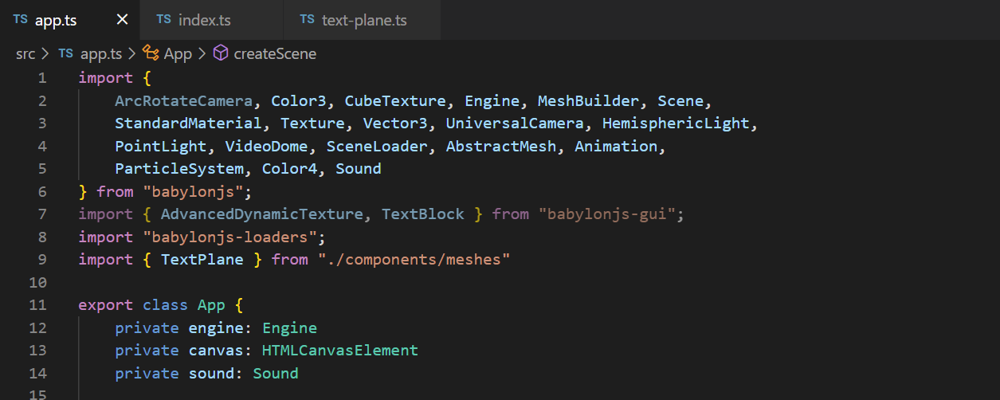 TS app.ts × TS index.ts TS text-plane.ts
src > TS app.ts > App > createScene
1 import {
2 ArcRotateCamera, Color3, CubeTexture, Engine, MeshBuilder, Scene,
3 StandardMaterial, Texture, Vector3, UniversalCamera, HemisphericLight,
4 PointLight, VideoDome, SceneLoader, AbstractMesh, Animation,
5 ParticleSystem, Color4, Sound
6 } from "babylonjs";
7 import { AdvancedDynamicTexture, TextBlock } from "babylonjs-gui";
8 import "babylonjs-loaders";
9 import { TextPlane } from "./components/meshes"
10
11 export class App {
12 private engine: Engine
13 private canvas: HTMLCanvasElement
14 private sound: Sound
15